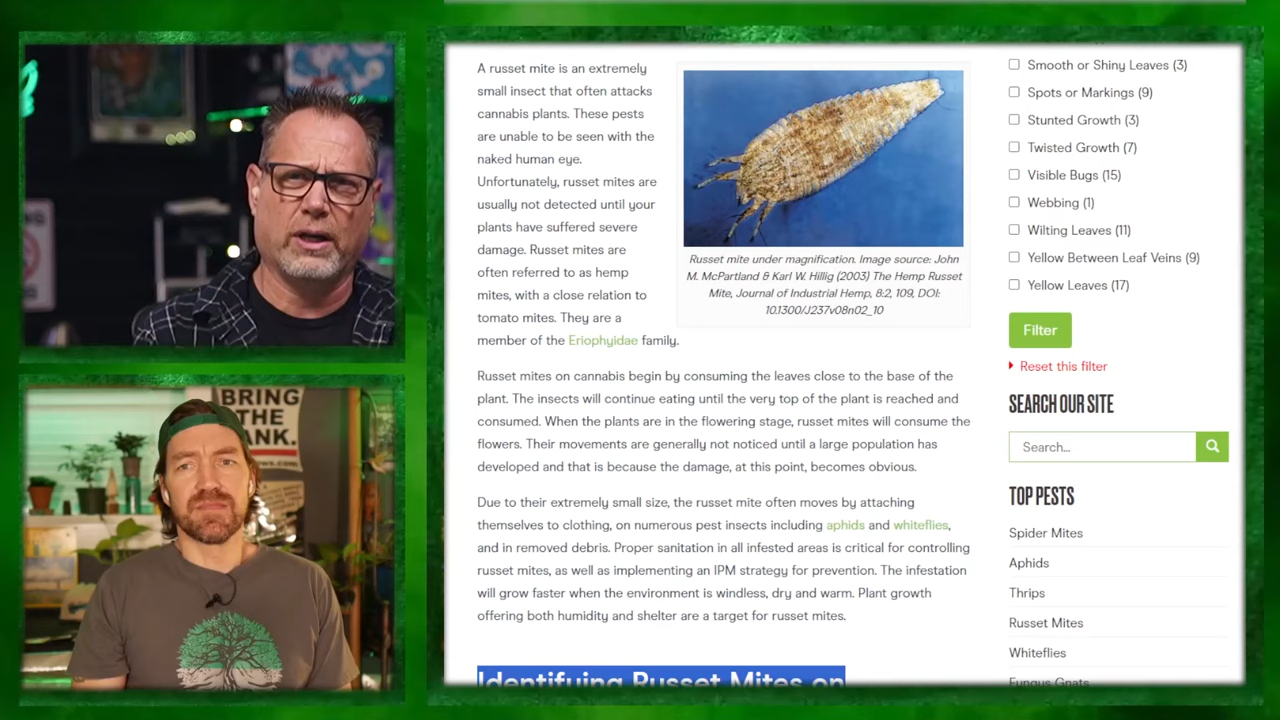 BRING
THE
ANK.
A russet mite is an extremely
small insect that often attacks
cannabis plants. These pests
are unable to be seen with the
naked human eye.
Unfortunately, russet mites are
usually not detected until your
plants have suffered severe
damage. Russet mites are
often referred to as hemp
mites, with a close relation to
tomato mites. They are a
member of the Eriophyidae family.
Russet mite under magnification. Image source: John
M. McPartland & Karl W. Hillig (2003) The Hemp Russet
Mite, Journal of Industrial Hemp, 8:2, 109, DOI:
10.1300/J237v08n02_10
Russet mites on cannabis begin by consuming the leaves close to the base of the
plant. The insects will continue eating until the very top of the plant is reached and
consumed. When the plants are in the flowering stage, russet mites will consume the
flowers. Their movements are generally not noticed until a large population has
developed and that is because the damage, at this point, becomes obvious.
Due to their extremely small size, the russet mite often moves by attaching
themselves to clothing, on numerous pest insects including aphids and whiteflies,
and in removed debris. Proper sanitation in all infested areas is critical for controlling
russet mites, as well as implementing an IPM strategy for prevention. The infestation
will grow faster when the environment is windless, dry and warm. Plant growth
offering both humidity and shelter are a target for russet mites.
Identifying Russet Mites on
Smooth or Shiny Leaves (3)
Spots or Markings (9)
Stunted Growth (3)
Twisted Growth (7)
Visible Bugs (15)
Webbing (1)
Wilting Leaves (11)
Yellow Between Leaf Veins (9)
Yellow Leaves (17)
Filter
Reset this filter
SEARCH OUR SITE
Search...
TOP PESTS
Spider Mites
Aphids
Thrips
Russet Mites
Whiteflies
Fungus Gnats